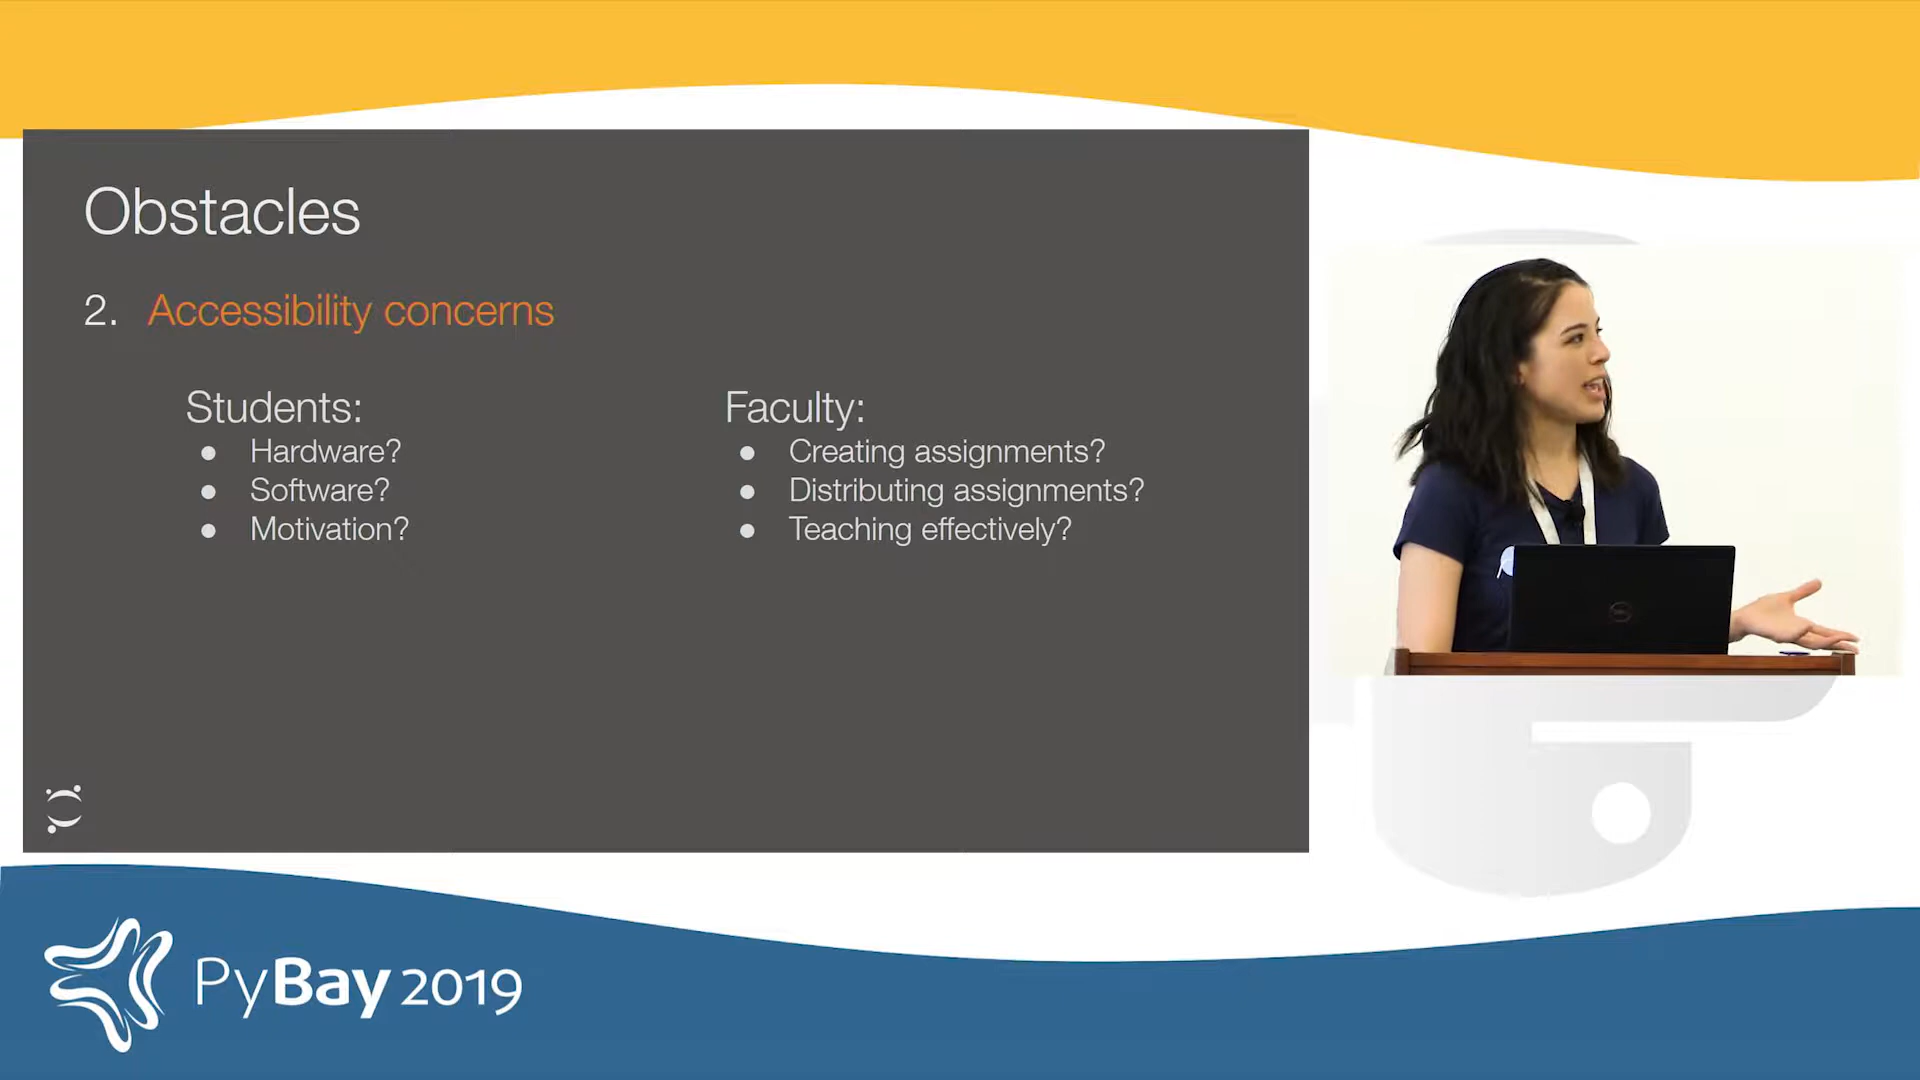 Obstacles
2. Accessibility concerns
Students:
● Hardware?
● Software?
● Motivation?
Faculty:
● Creating assignments?
● Distributing assignments?
● Teaching effectively?
PyBay 2019